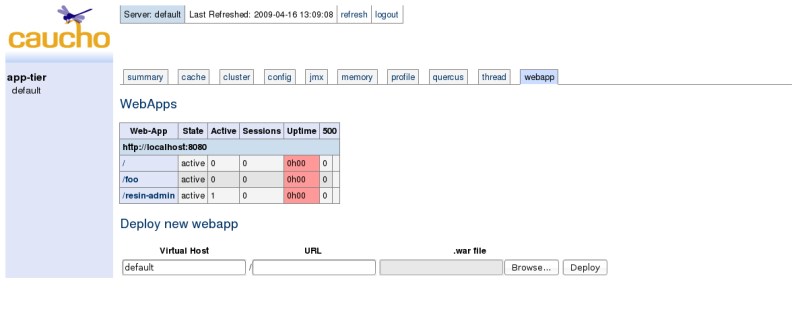 caucho
Server: default Last Refreshed: 2009-04-16 13:09:08 refresh logout
app-tier
default
summary cache cluster config jmx memory profile quercus thread webapp
WebApps
Web-App State Active Sessions Uptime 500
http://localhost:8080
/ active 0 0 0h00 0
/foo active 0 0 0h00 0
/resin-admin active 1 0 0h00 0
Deploy new webapp
Virtual Host URL .war file
default / Browse... Deploy